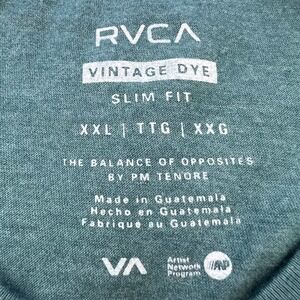 RVCA
VINTAGE DYE
SLIM FIT
XXL | TTG | XXG
THE BALANCE OF OPPOSITES
BY PM TENORE
Made in Guatemala
Hecho en Guatemala
Fabriqué au Guatemala
VA
Artist
Network
Program
ANP